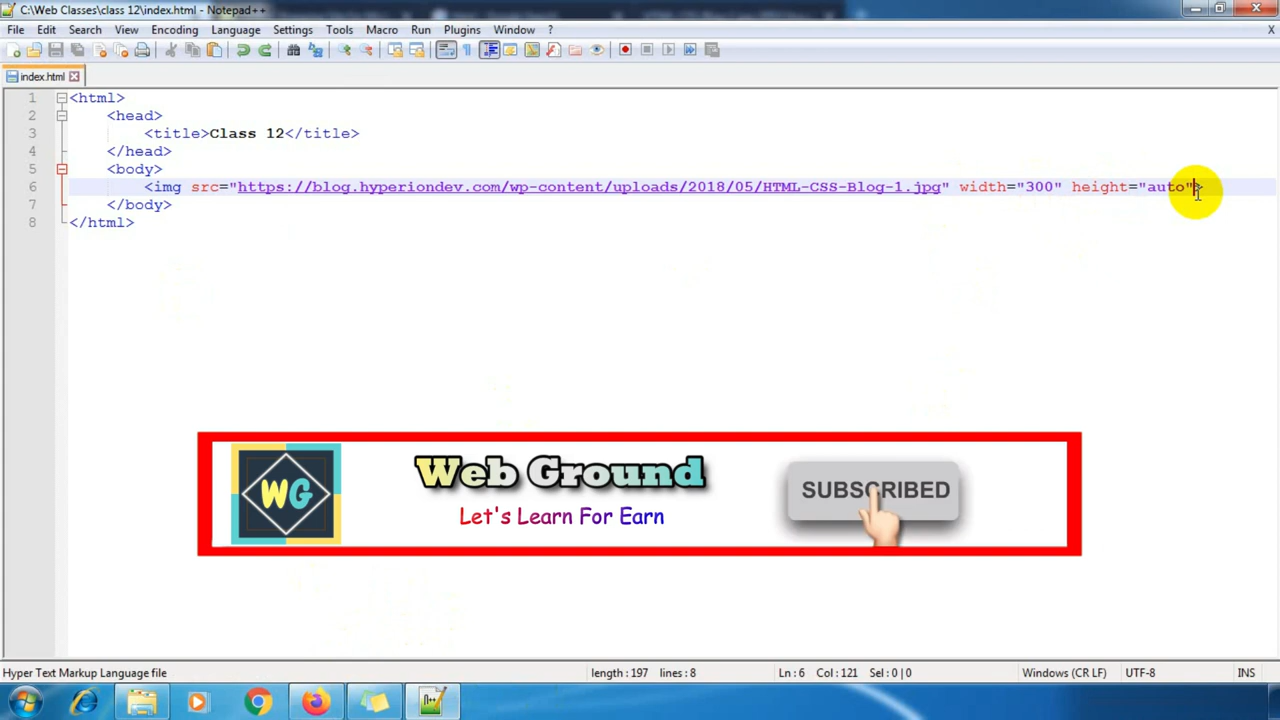 C:\Web Classes\class 12\index.html - Notepad++
File Edit Search View Encoding Language Settings Tools Macro Run Plugins Window ? X
index.html
1 <html>
2 <head>
3 <title>Class 12</title>
4 </head>
5 <body>
6 <img src="https://blog.hyperiondev.com/wp-content/uploads/2018/05/HTML-CSS-Blog-1.jpg" width="300" height="auto">
7 </body>
8 </html>
WG
Web Ground
Let's Learn For Earn
SUBSCRIBED
Hyper Text Markup Language file length : 197 lines : 8 Ln : 6 Col : 121 Sel : 0 | 0 Windows (CR LF) UTF-8 INS